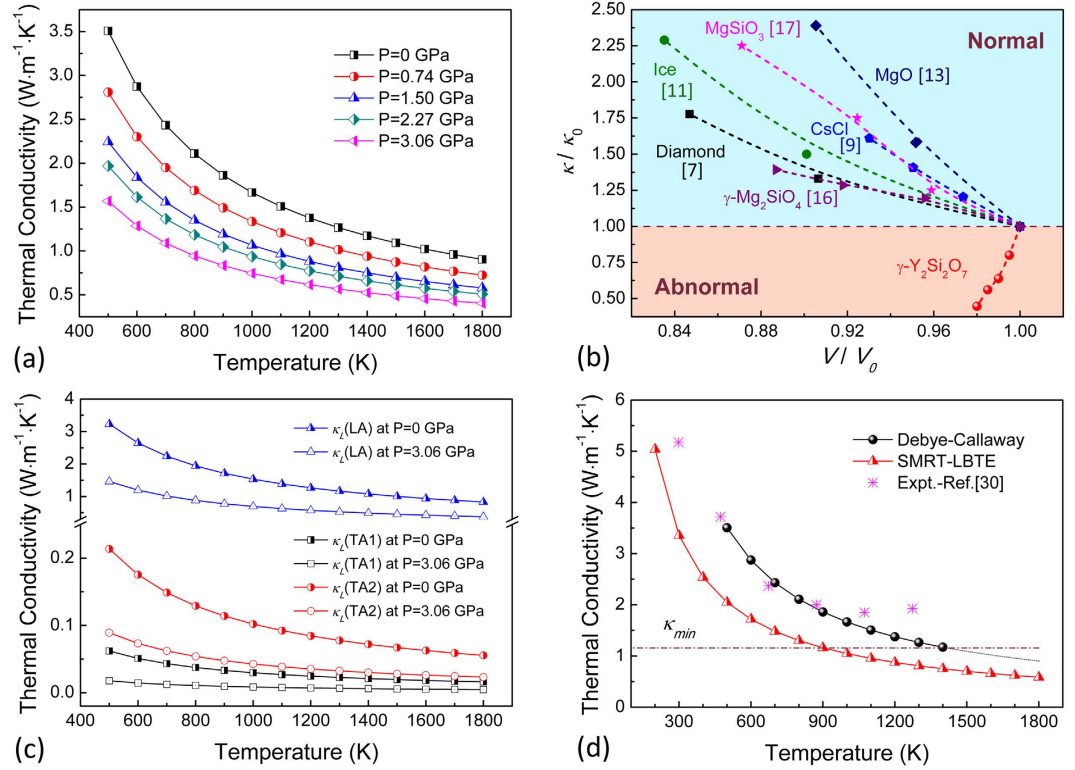 Thermal Conductivity (W·m⁻¹·K⁻¹)
3.5
3.0
2.5
2.0
1.5
1.0
0.5
P=0 GPa
P=0.74 GPa
P=1.50 GPa
P=2.27 GPa
P=3.06 GPa
400 600 800 1000 1200 1400 1600 1800
Temperature (K)
(a)
κ / κ₀
2.50
2.25
2.00
1.75
1.50
1.25
1.00
0.75
0.50
MgSiO₃ [17]
Normal
Ice
[11]
MgO [13]
CsCl
[9]
Diamond
[7]
γ-Mg₂SiO₄ [16]
γ-Y₂Si₂O₇
Abnormal
0.84 0.88 0.92 0.96 1.00
V / V₀
(b)
Thermal Conductivity (W·m⁻¹·K⁻¹)
4
3
2
1
0.2
0.1
0.0
κL(LA) at P=0 GPa
κL(LA) at P=3.06 GPa
κL(TA1) at P=0 GPa
κL(TA1) at P=3.06 GPa
κL(TA2) at P=0 GPa
κL(TA2) at P=3.06 GPa
400 600 800 1000 1200 1400 1600 1800
Temperature (K)
(c)
Thermal Conductivity (W·m⁻¹·K⁻¹)
6
5
4
3
2
1
0
Debye-Callaway
SMRT-LBTE
Expt.-Ref.[30]
κmin
300 600 900 1200 1500 1800
Temperature (K)
(d)